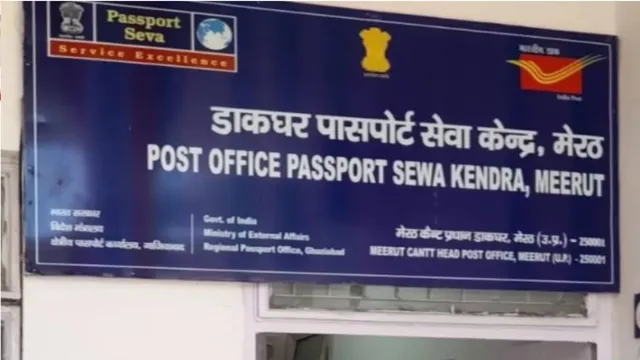 Passport
Seva
Service Excellence
भारतीय डाक
India Post
डाकघर पासपोर्ट सेवा केन्द्र, मेरठ
POST OFFICE PASSPORT SEWA KENDRA, MEERUT
भारत सरकार
विदेश मंत्रालय
क्षेत्रीय पासपोर्ट कार्यालय, गाजियाबाद
Govt. of India
Ministry of External Affairs
Regional Passport Office, Ghaziabad
मेरठ कैन्ट प्रधान डाकघर, मेरठ (उ.प्र.) - 250001
MEERUT CANTT HEAD POST OFFICE, MEERUT (U.P.) - 250001